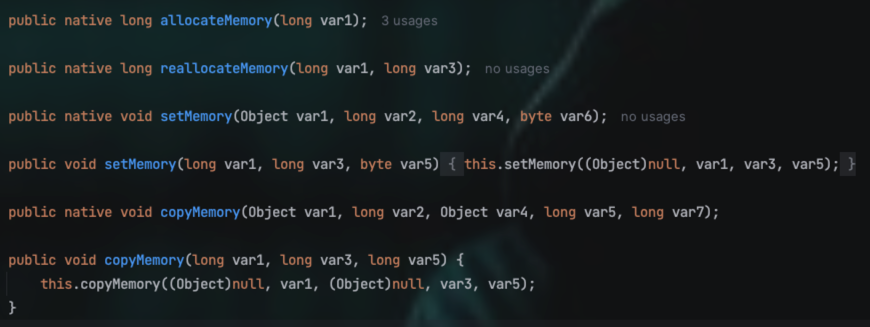 public native long allocateMemory(long var1); 3 usages
public native long reallocateMemory(long var1, long var3); no usages
public native void setMemory(Object var1, long var2, long var4, byte var6); no usages
public void setMemory(long var1, long var3, byte var5) { this.setMemory((Object)null, var1, var3, var5); }
public native void copyMemory(Object var1, long var2, Object var4, long var5, long var7);
public void copyMemory(long var1, long var3, long var5) {
this.copyMemory((Object)null, var1, (Object)null, var3, var5);
}